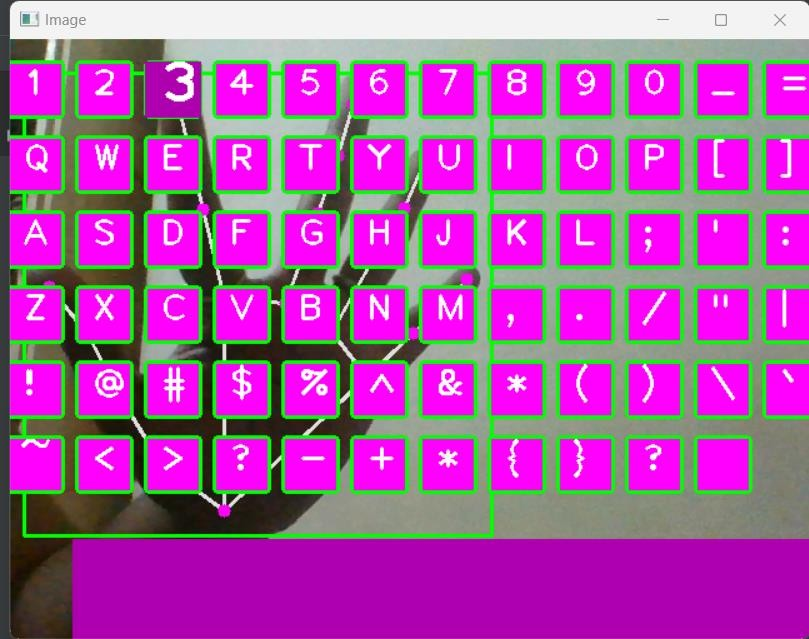 Image
1 2 3 4 5 6 7 8 9 0 _ =
Q W E R T Y U I O P [ ]
A S D F G H J K L ; ' :
Z X C V B N M , . / " |
! @ # $ % ^ & * ( ) \ `
~ < > ? - + * { } ?